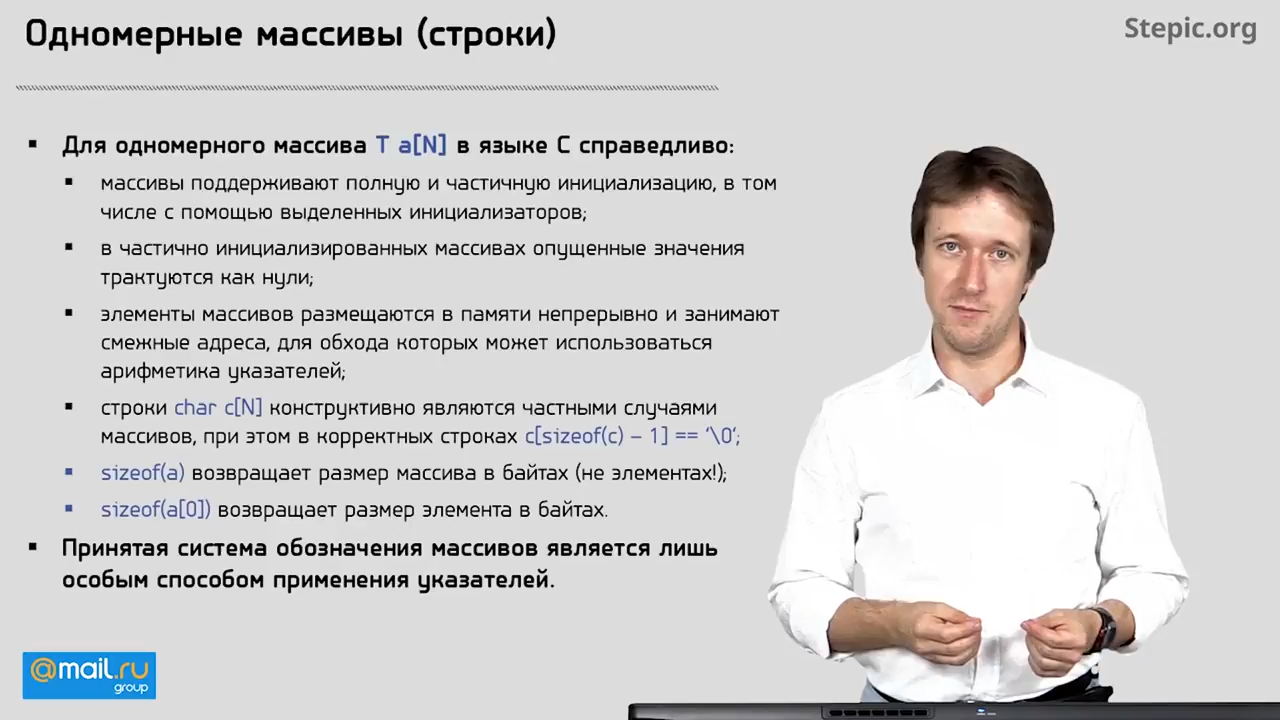 Одномерные массивы (строки)
Stepic.org
Для одномерного массива T a[N] в языке C справедливо:
массивы поддерживают полную и частичную инициализацию, в том
числе с помощью выделенных инициализаторов;
в частично инициализированных массивах опущенные значения
трактуются как нули;
элементы массивов размещаются в памяти непрерывно и занимают
смежные адреса, для обхода которых может использоваться
арифметика указателей;
строки char c[N] конструктивно являются частными случаями
массивов, при этом в корректных строках c[sizeof(c) – 1] == ‘\0‘;
sizeof(a) возвращает размер массива в байтах (не элементах!);
sizeof(a[0]) возвращает размер элемента в байтах.
Принятая система обозначения массивов является лишь
особым способом применения указателей.
@mail.ru
group